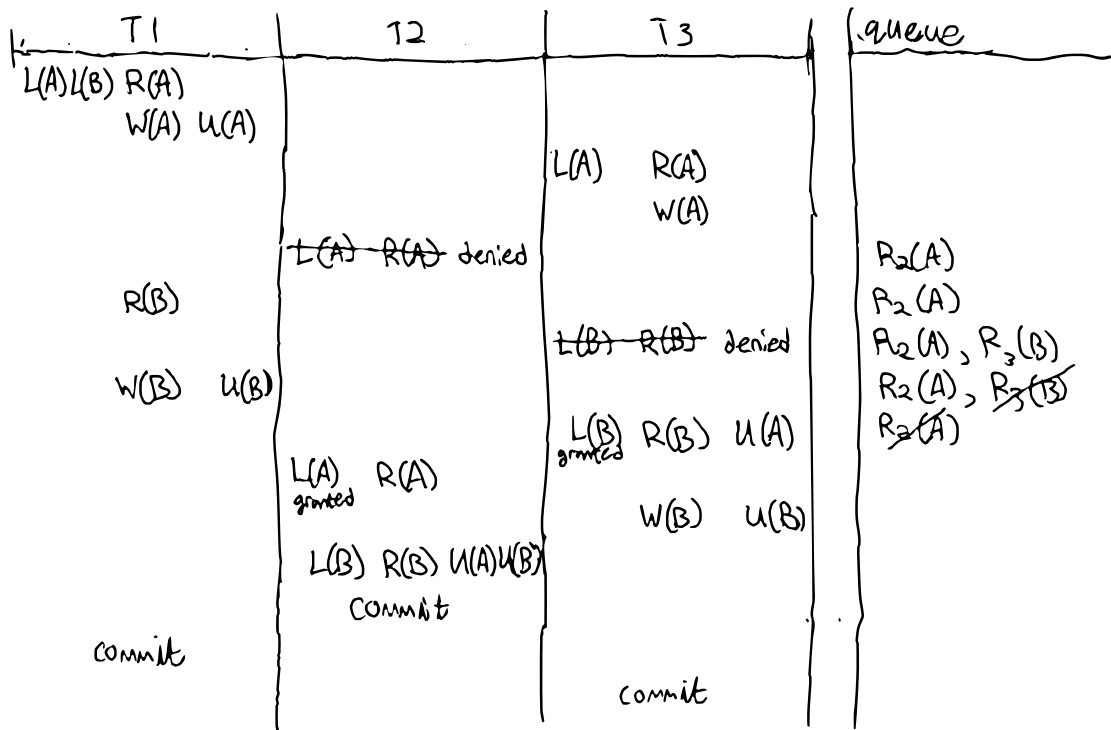 T1 T2 T3 queue
L(A) L(B) R(A)
W(A) U(A)
L(A) R(A)
W(A)
L(A) R(A) denied R₂(A)
R(B) R₂(A)
L(B) R(B) denied R₂(A), R₃(B)
W(B) U(B) R₂(A), R₃(B)
L(B) R(B) U(A) R₂(A)
granted
L(A) R(A)
granted
W(B) U(B)
L(B) R(B) U(A) U(B)
commit
commit
commit